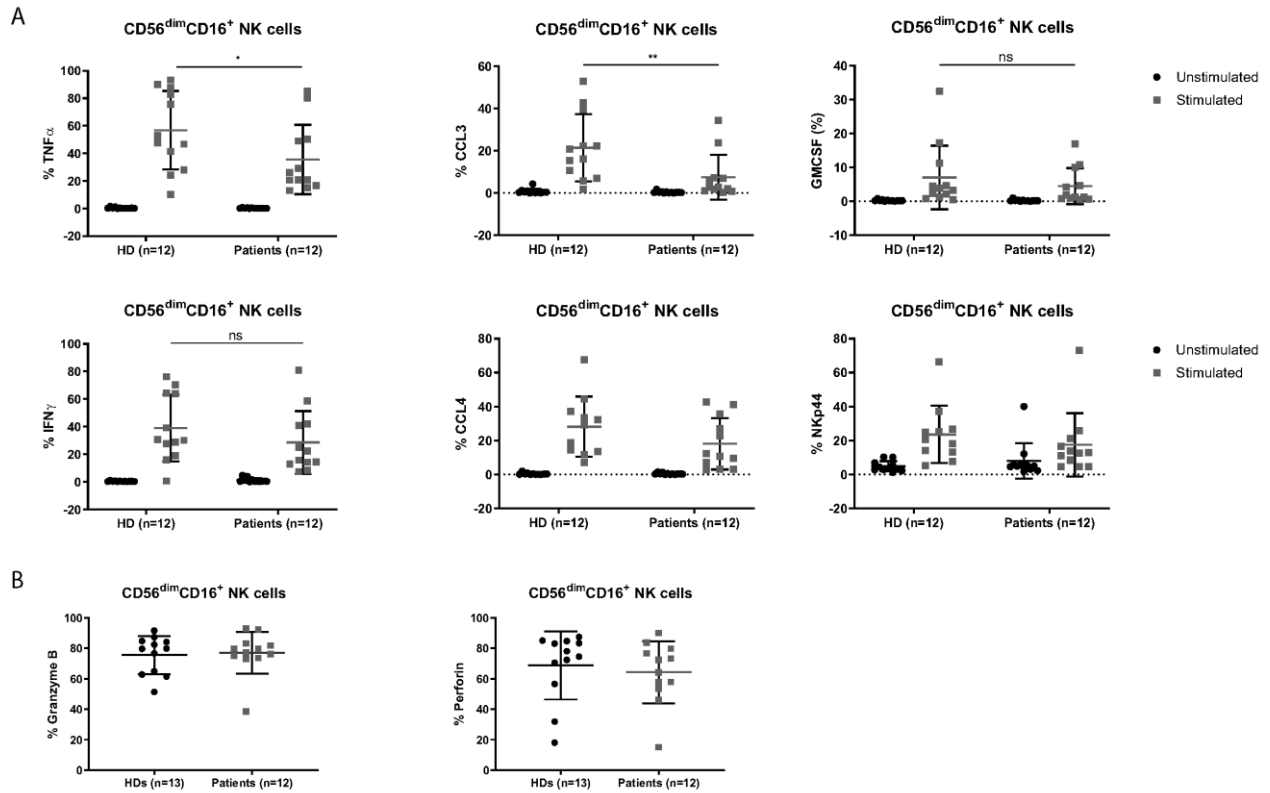 A
CD56dimCD16+ NK cells
*
% TNFα
100
80
60
40
20
0
-20
HD (n=12)
Patients (n=12)
CD56dimCD16+ NK cells
**
% CCL3
60
40
20
0
-20
HD (n=12)
Patients (n=12)
CD56dimCD16+ NK cells
ns
GMCSF (%)
40
30
20
10
0
-10
HD (n=12)
Patients (n=12)
Unstimulated
Stimulated
CD56dimCD16+ NK cells
ns
% IFNγ
100
80
60
40
20
0
-20
HD (n=12)
Patients (n=12)
CD56dimCD16+ NK cells
% CCL4
80
60
40
20
0
-20
HD (n=12)
Patients (n=12)
CD56dimCD16+ NK cells
% NKp44
80
60
40
20
0
-20
HD (n=12)
Patients (n=12)
Unstimulated
Stimulated
B
CD56dimCD16+ NK cells
% Granzyme B
100
80
60
40
20
0
HDs (n=13)
Patients (n=12)
CD56dimCD16+ NK cells
% Perforin
100
80
60
40
20
0
HDs (n=13)
Patients (n=12)